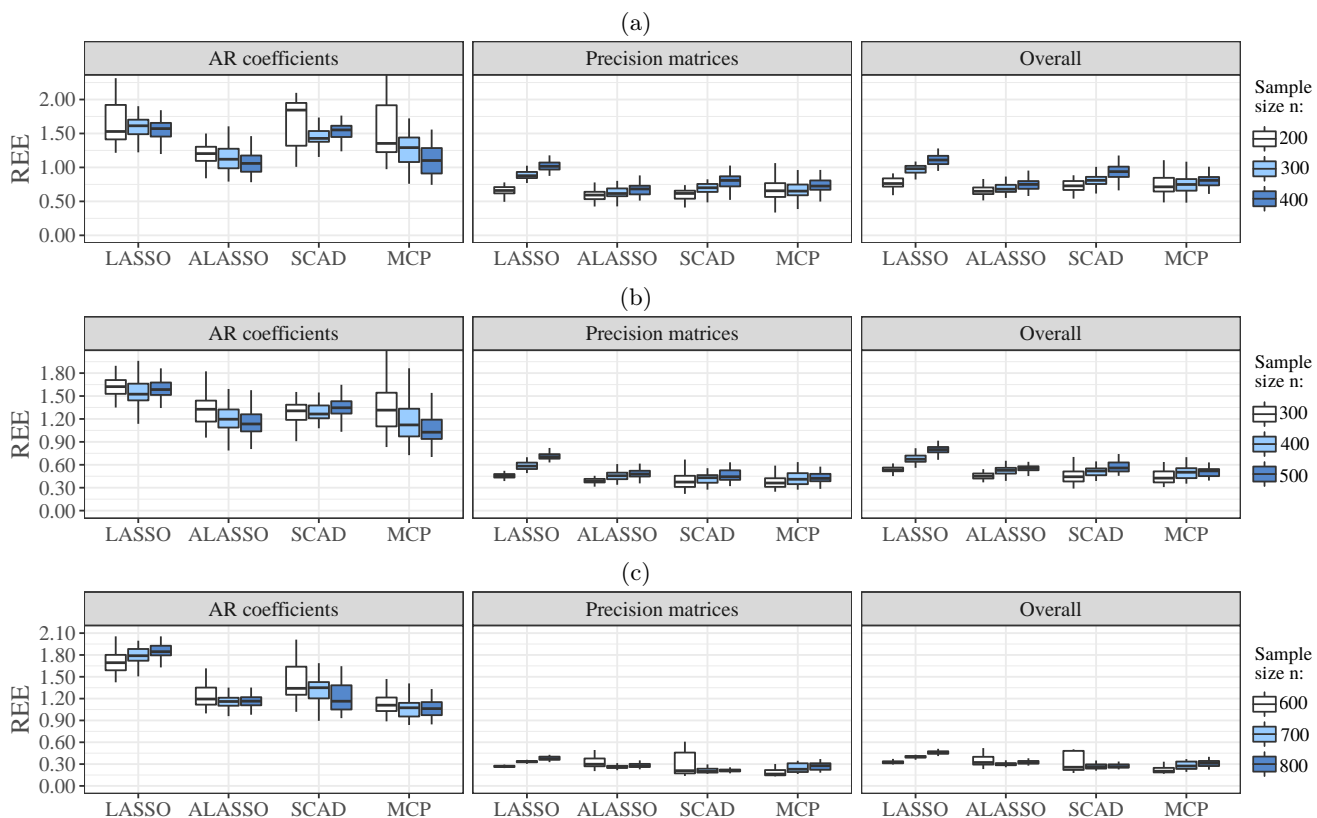 (a)
AR coefficients
Precision matrices
Overall
REE
2.00
1.50
1.00
0.50
0.00
LASSO ALASSO SCAD MCP
LASSO ALASSO SCAD MCP
LASSO ALASSO SCAD MCP
Sample
size n:
200
300
400
(b)
AR coefficients
Precision matrices
Overall
REE
1.80
1.50
1.20
0.90
0.60
0.30
0.00
LASSO ALASSO SCAD MCP
LASSO ALASSO SCAD MCP
LASSO ALASSO SCAD MCP
Sample
size n:
300
400
500
(c)
AR coefficients
Precision matrices
Overall
REE
2.10
1.80
1.50
1.20
0.90
0.60
0.30
0.00
LASSO ALASSO SCAD MCP
LASSO ALASSO SCAD MCP
LASSO ALASSO SCAD MCP
Sample
size n:
600
700
800